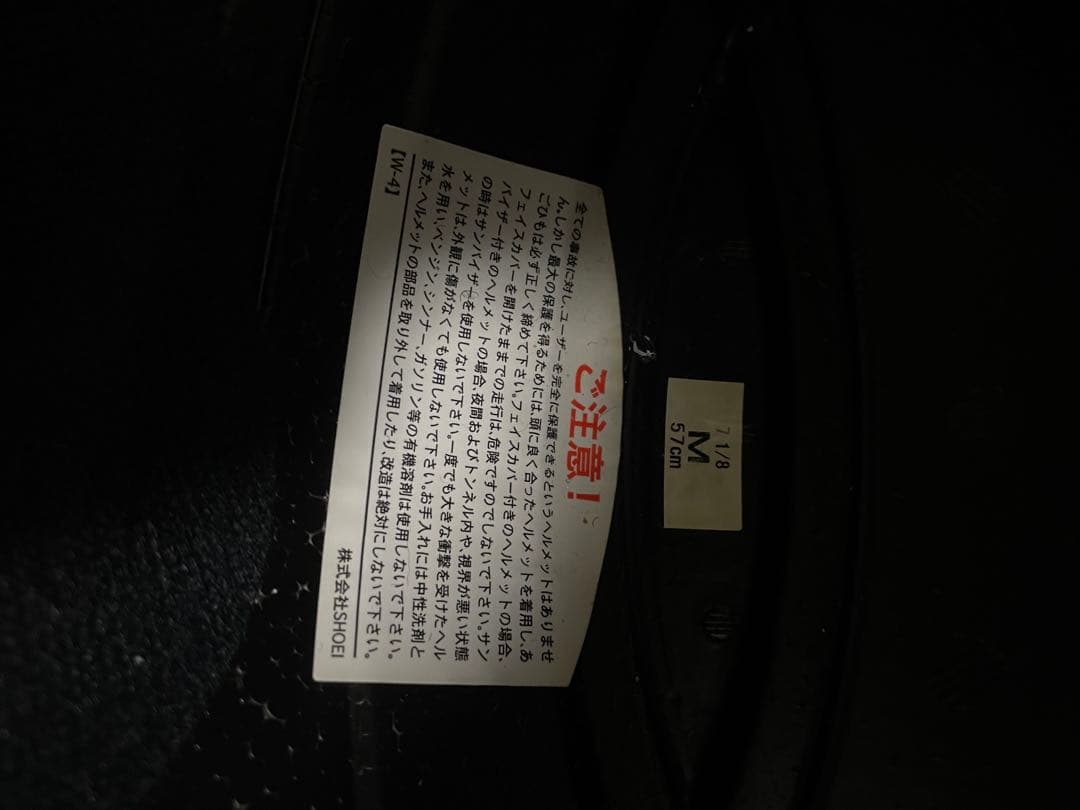 ご注意!
全ての事故に対し、ユーザーを完全に保護できるというヘルメットはありませ
ん。しかし最大の保護を得るためには、頭に良く合ったヘルメットを着用し、あ
ごひもは必ず正しく締めて下さい。フェイスカバー付きのヘルメットの場合、
フェイスカバーを開けたままでの走行は、危険ですのでしないで下さい。サン
バイザー付きのヘルメットの場合、夜間およびトンネル内や、視界が悪い状態
の時はサンバイザーを使用しないで下さい。一度でも大きな衝撃を受けたヘル
メットは、外観に傷がなくても使用しないで下さい。お手入れには中性洗剤と
水を用い、ベンジン、シンナー、ガソリン等の有機溶剤は使用しないで下さい。
また、ヘルメットの部品を取り外して着用したり、改造は絶対にしないで下さい。
【W-4】 株式会社SHOEI
7 1/8
M
57cm